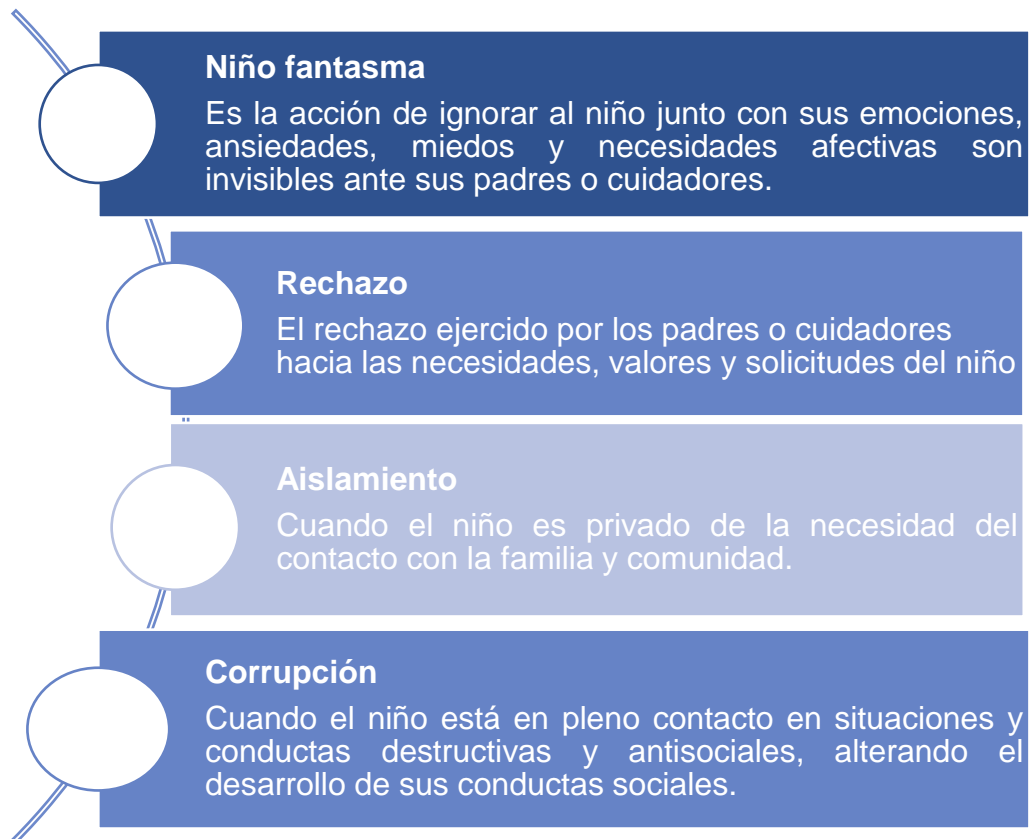 Niño fantasma
Es la acción de ignorar al niño junto con sus emociones,
ansiedades, miedos y necesidades afectivas son
invisibles ante sus padres o cuidadores.
Rechazo
El rechazo ejercido por los padres o cuidadores
hacia las necesidades, valores y solicitudes del niño
Aislamiento
Cuando el niño es privado de la necesidad del
contacto con la familia y comunidad.
Corrupción
Cuando el niño está en pleno contacto en situaciones y
conductas destructivas y antisociales, alterando el
desarrollo de sus conductas sociales.